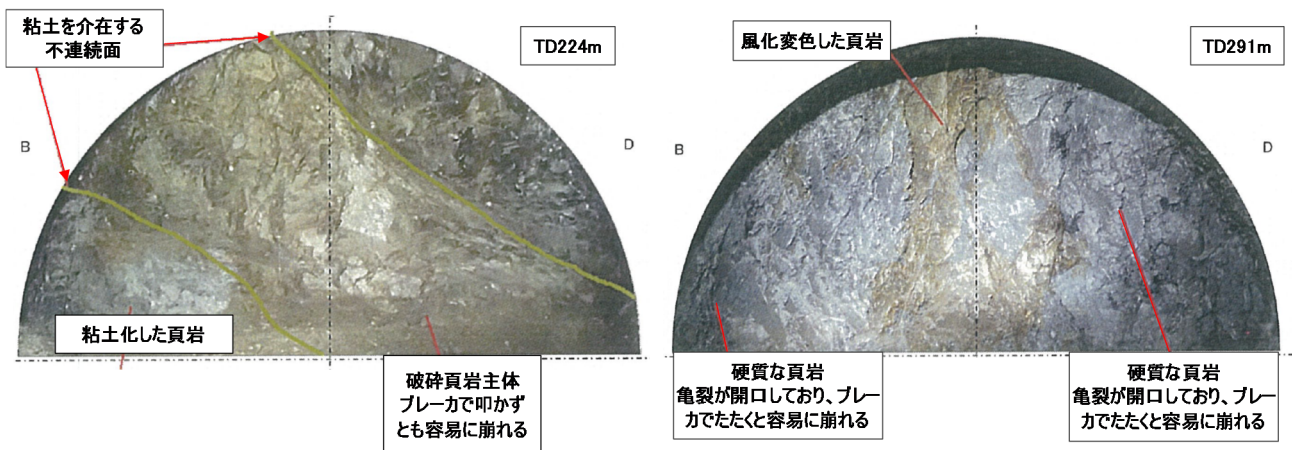 粘土を介在する
不連続面
TD224m
B
D
粘土化した頁岩
破砕頁岩主体
ブレーカで叩かず
とも容易に崩れる
風化変色した頁岩
TD291m
B
D
硬質な頁岩
亀裂が開口しており、ブレー
カでたたくと容易に崩れる
硬質な頁岩
亀裂が開口しており、ブレー
カでたたくと容易に崩れる